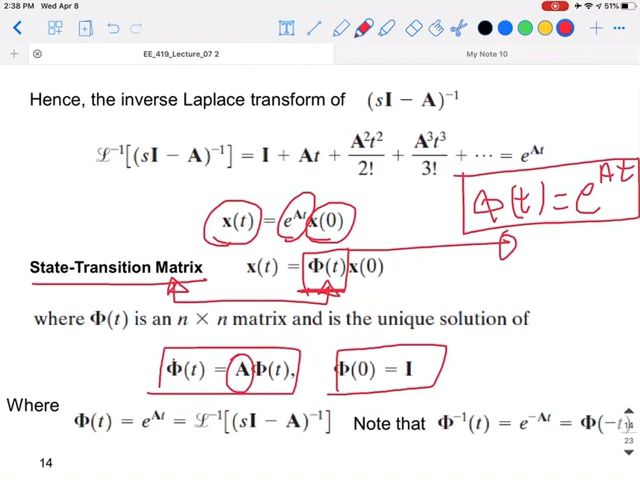 2:38 PM Wed Apr 8
51%
EE_419_Lecture_07 2
My Note 10
Hence, the inverse Laplace transform of (sI − A)⁻¹
ℒ⁻¹[(sI − A)⁻¹] = I + At + A²t²/2! + A³t³/3! + ⋯ = e^At
ϕ(t) = e^At
x(t) = e^At x(0)
State-Transition Matrix x(t) = Φ(t)x(0)
where Φ(t) is an n × n matrix and is the unique solution of
Φ̇(t) = AΦ(t), Φ(0) = I
Where Φ(t) = e^At = ℒ⁻¹[(sI − A)⁻¹] Note that Φ⁻¹(t) = e^−At = Φ(−t)
14
14
23